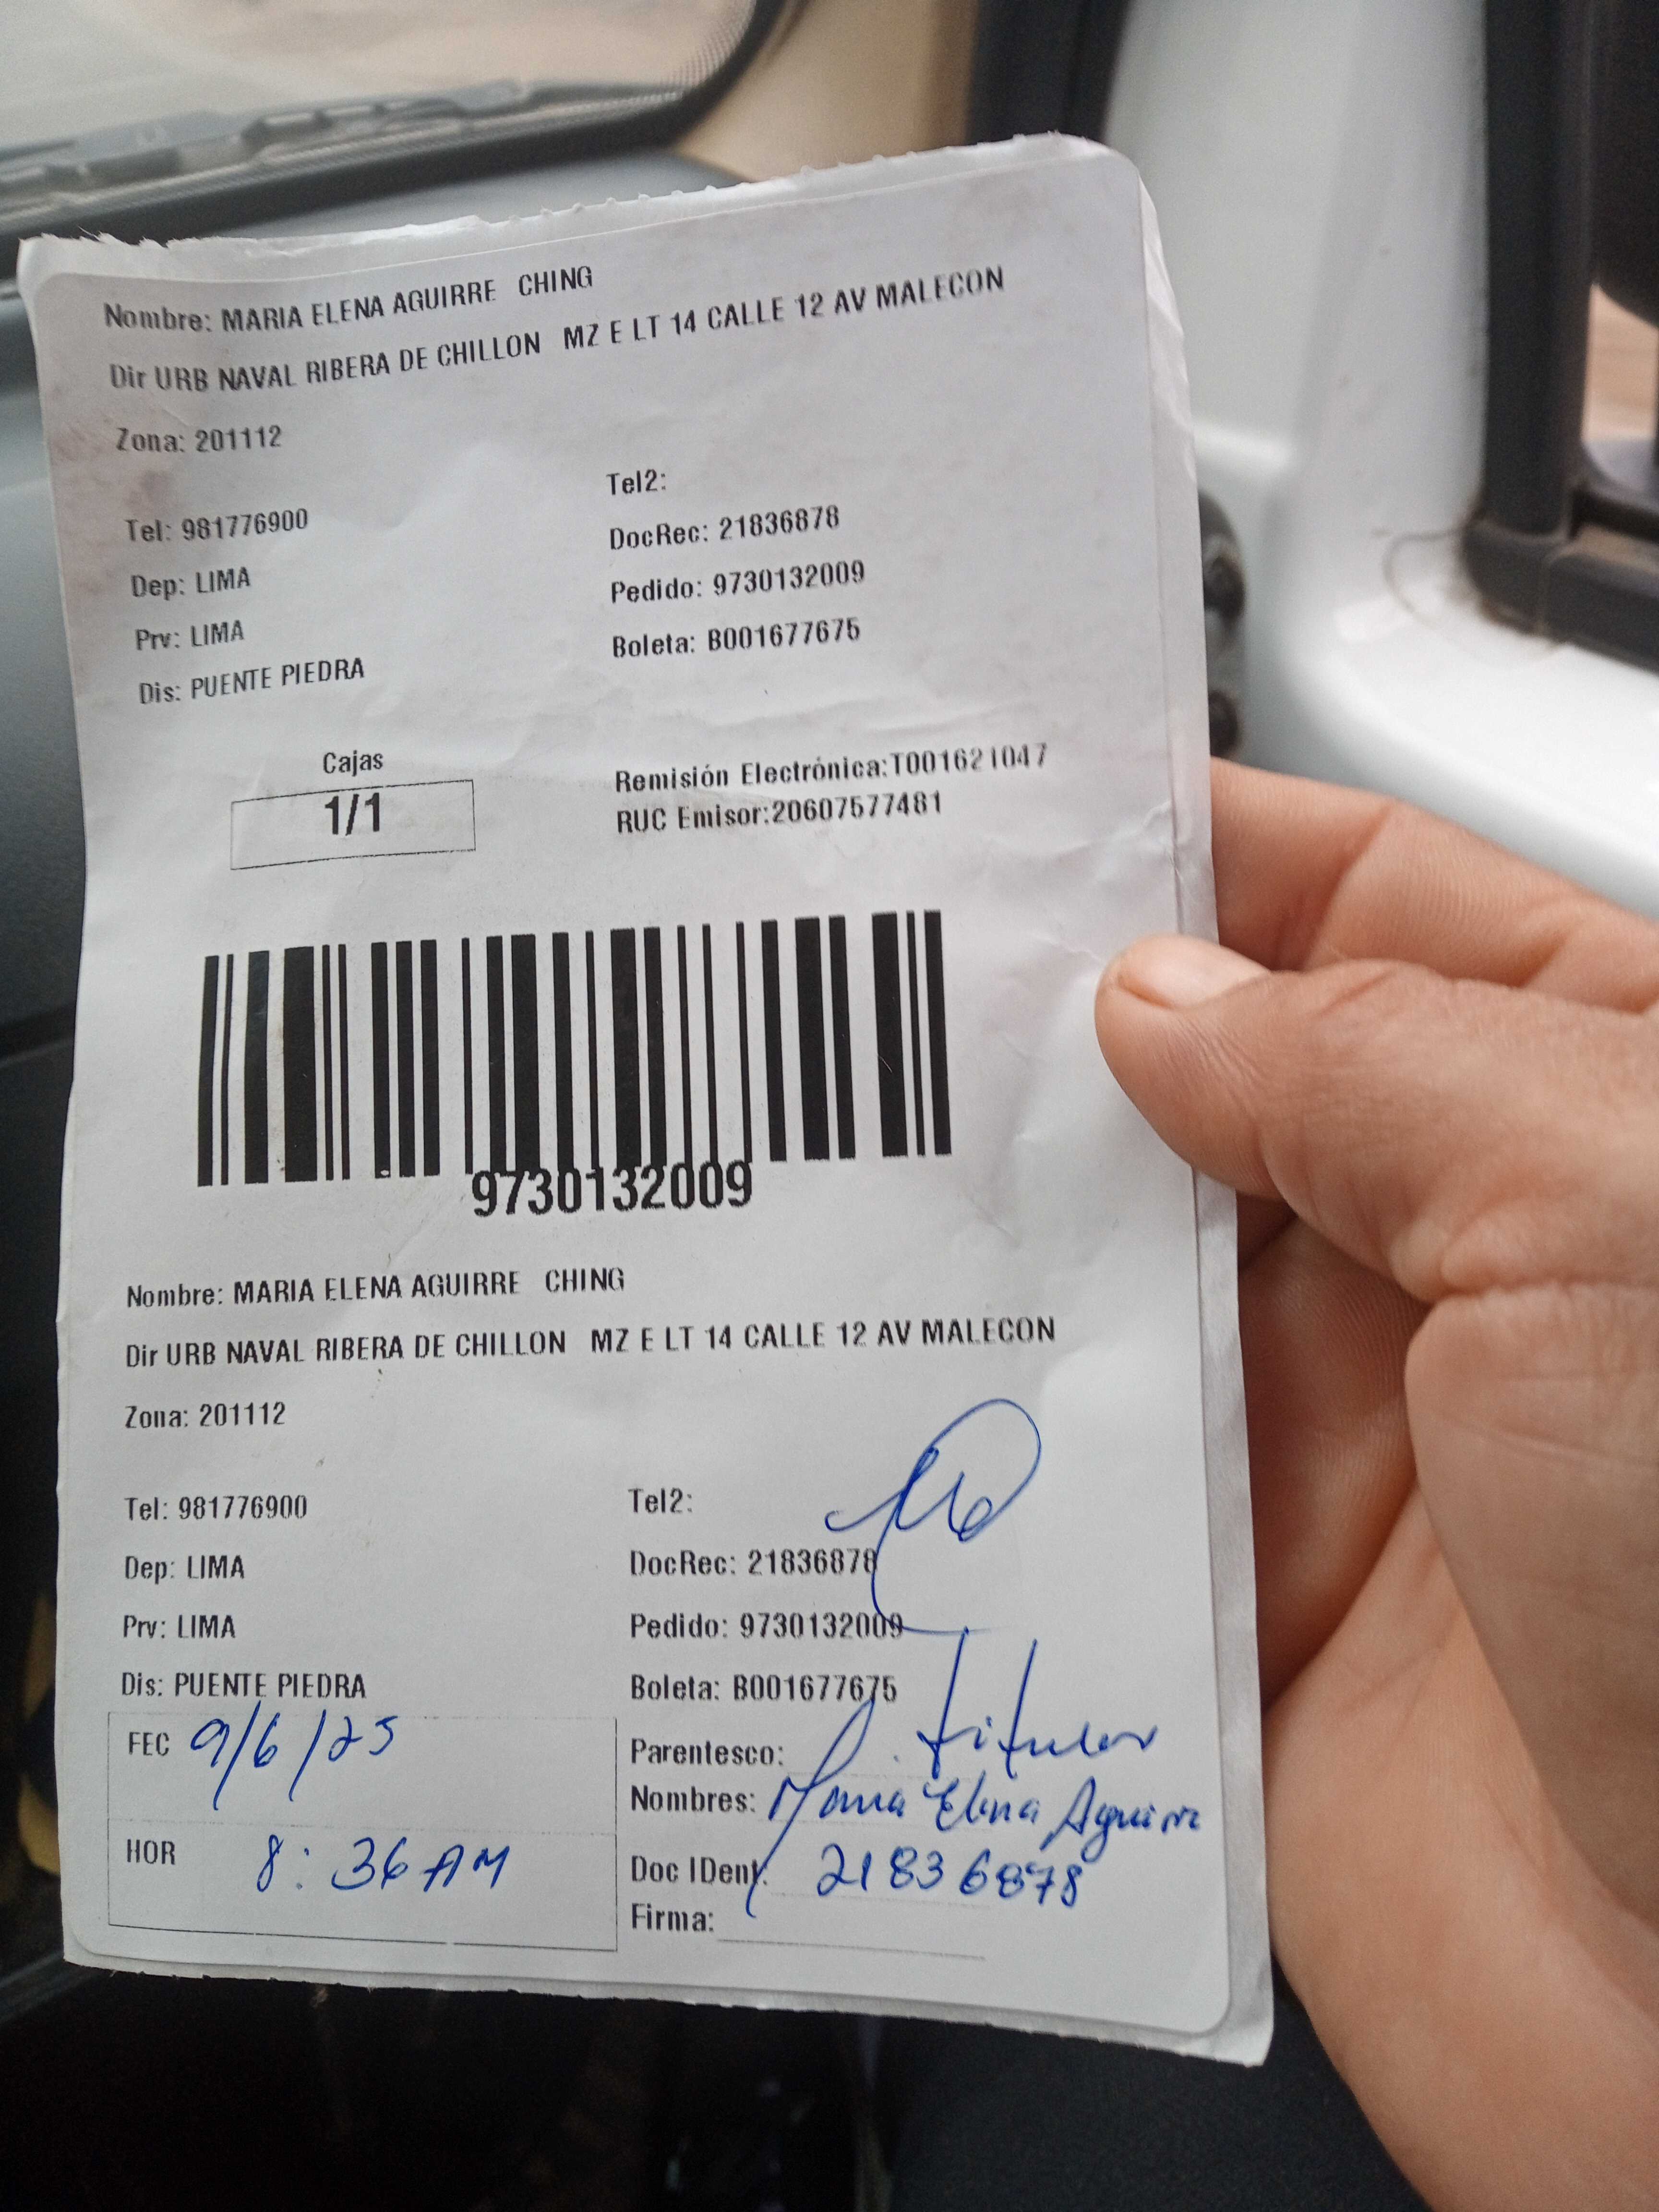 Nombre: MARIA ELENA AGUIRRE CHING
Dir URB NAVAL RIBERA DE CHILLON MZ E LT 14 CALLE 12 AV MALECON
Zona: 201112
Tel2:
Tel: 981776900
DocRec: 21836878
Dep: LIMA
Pedido: 9730132009
Prv: LIMA
Boleta: B001677675
Dis: PUENTE PIEDRA
Cajas
1/1
Remisión Electrónica:T001621047
RUC Emisor:20607577481
9730132009
Nombre: MARIA ELENA AGUIRRE CHING
Dir URB NAVAL RIBERA DE CHILLON MZ E LT 14 CALLE 12 AV MALECON
Zona: 201112
Tel: 981776900
Tel2:
Dep: LIMA
DocRec: 21836878
Prv: LIMA
Pedido: 9730132009
Dis: PUENTE PIEDRA
Boleta: B001677675
FEC 9/6/25
Parentesco: titular
Nombres: Maria Elena Aguirre
HOR 8:36 AM
Doc IDent: 21836878
Firma: